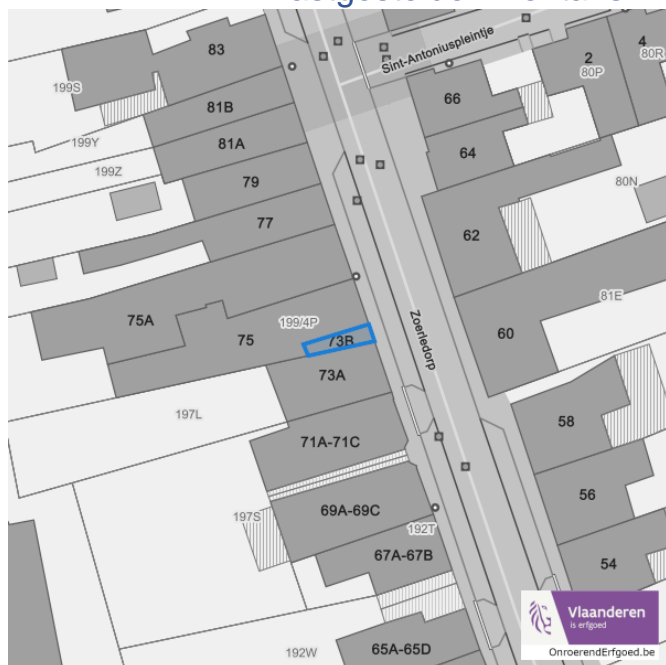 83
199S
Sint-Antoniuspleintje
2
80P
4
80R
66
81B
199Y
81A
64
199Z
79
80N
77
62
81E
75A
199/4P
75
73B
Zoerledorp
60
73A
197L
58
71A-71C
69A-69C
56
197S
192T
67A-67B
54
65A-65D
192W
Vlaanderen
is erfgoed
OnroerendErfgoed.be